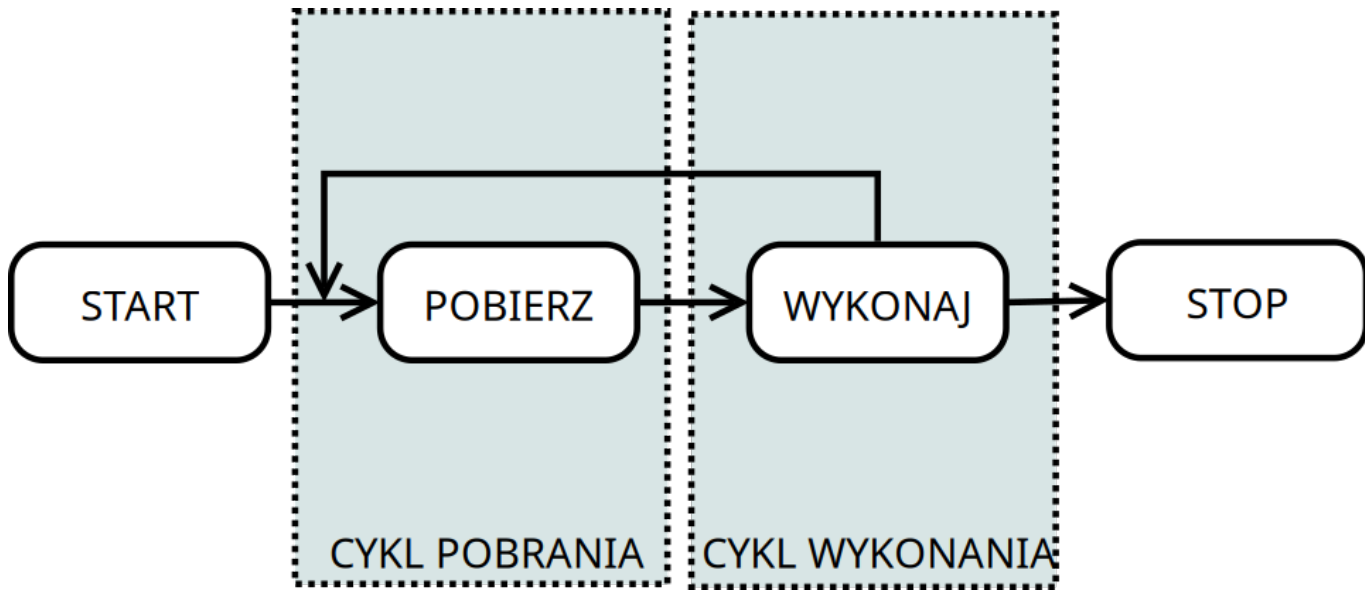 START
POBIERZ
WYKONAJ
STOP
CYKL POBRANIA
CYKL WYKONANIA